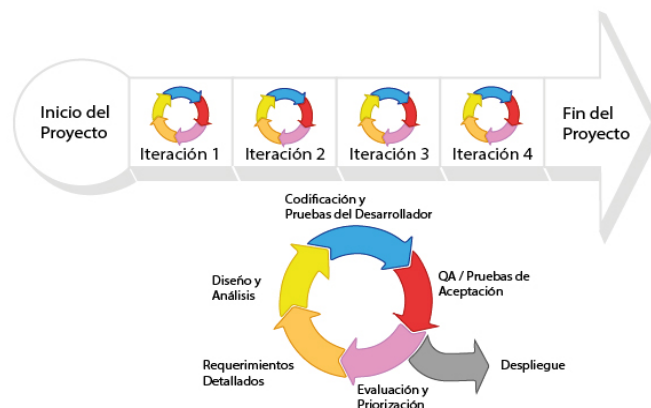 Inicio del
Proyecto
Iteración 1
Iteración 2
Iteración 3
Iteración 4
Fin del
Proyecto
Codificación y
Pruebas del Desarrollador
QA / Pruebas de
Aceptación
Despliegue
Evaluación y
Priorización
Requerimientos
Detallados
Diseño y
Análisis